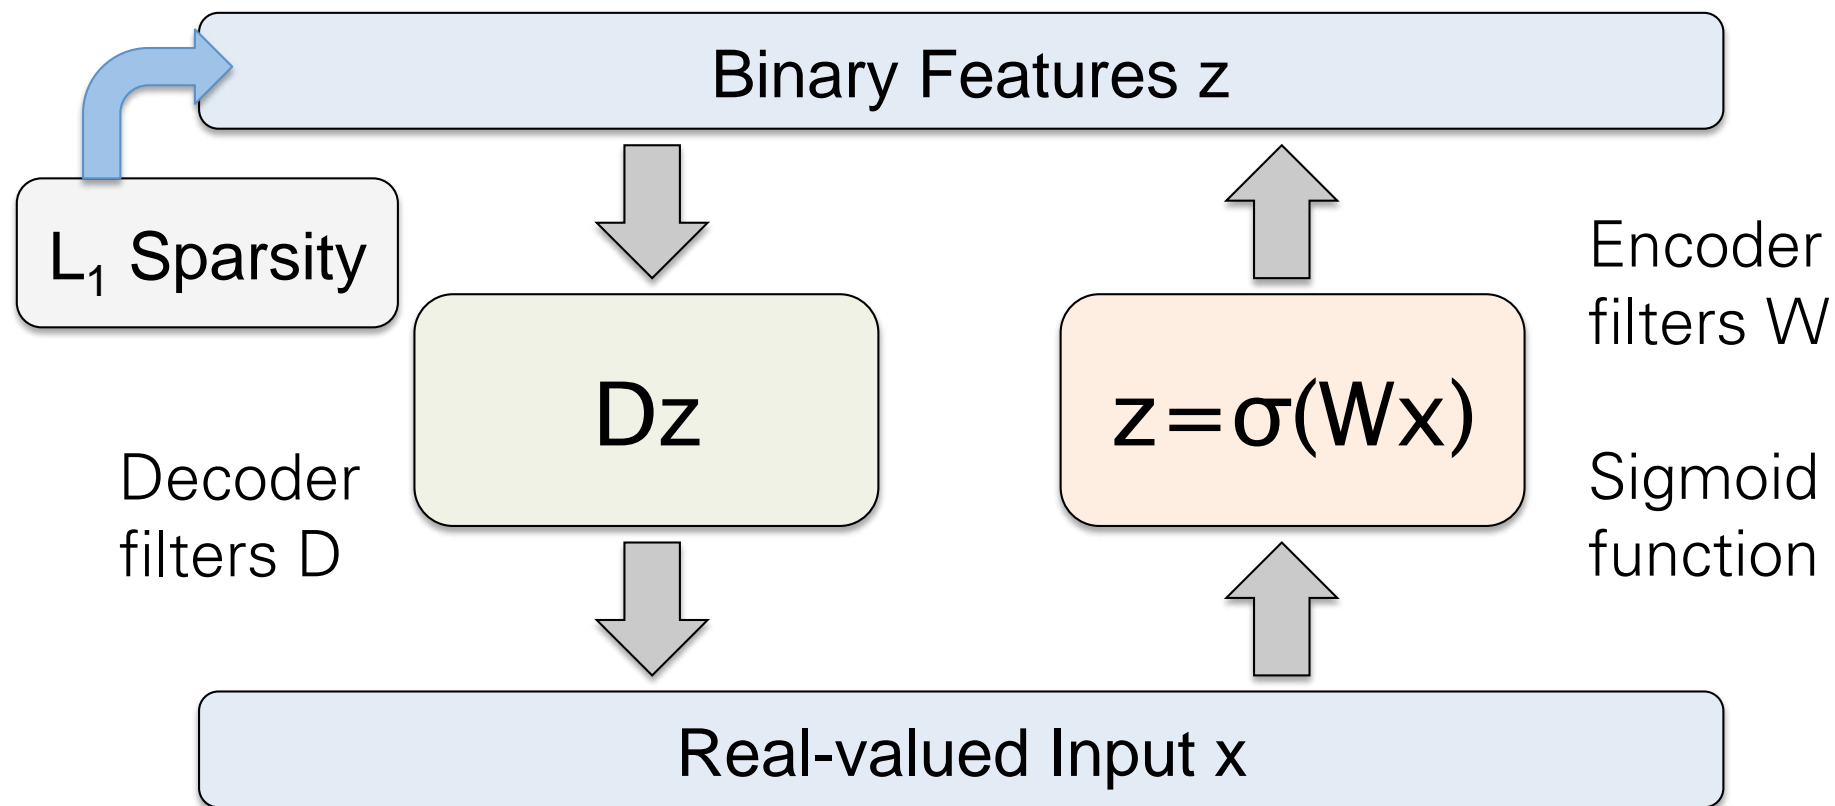 Binary Features z
L₁ Sparsity
Encoder
filters W
Dz
z=σ(Wx)
Decoder
filters D
Sigmoid
function
Real-valued Input x